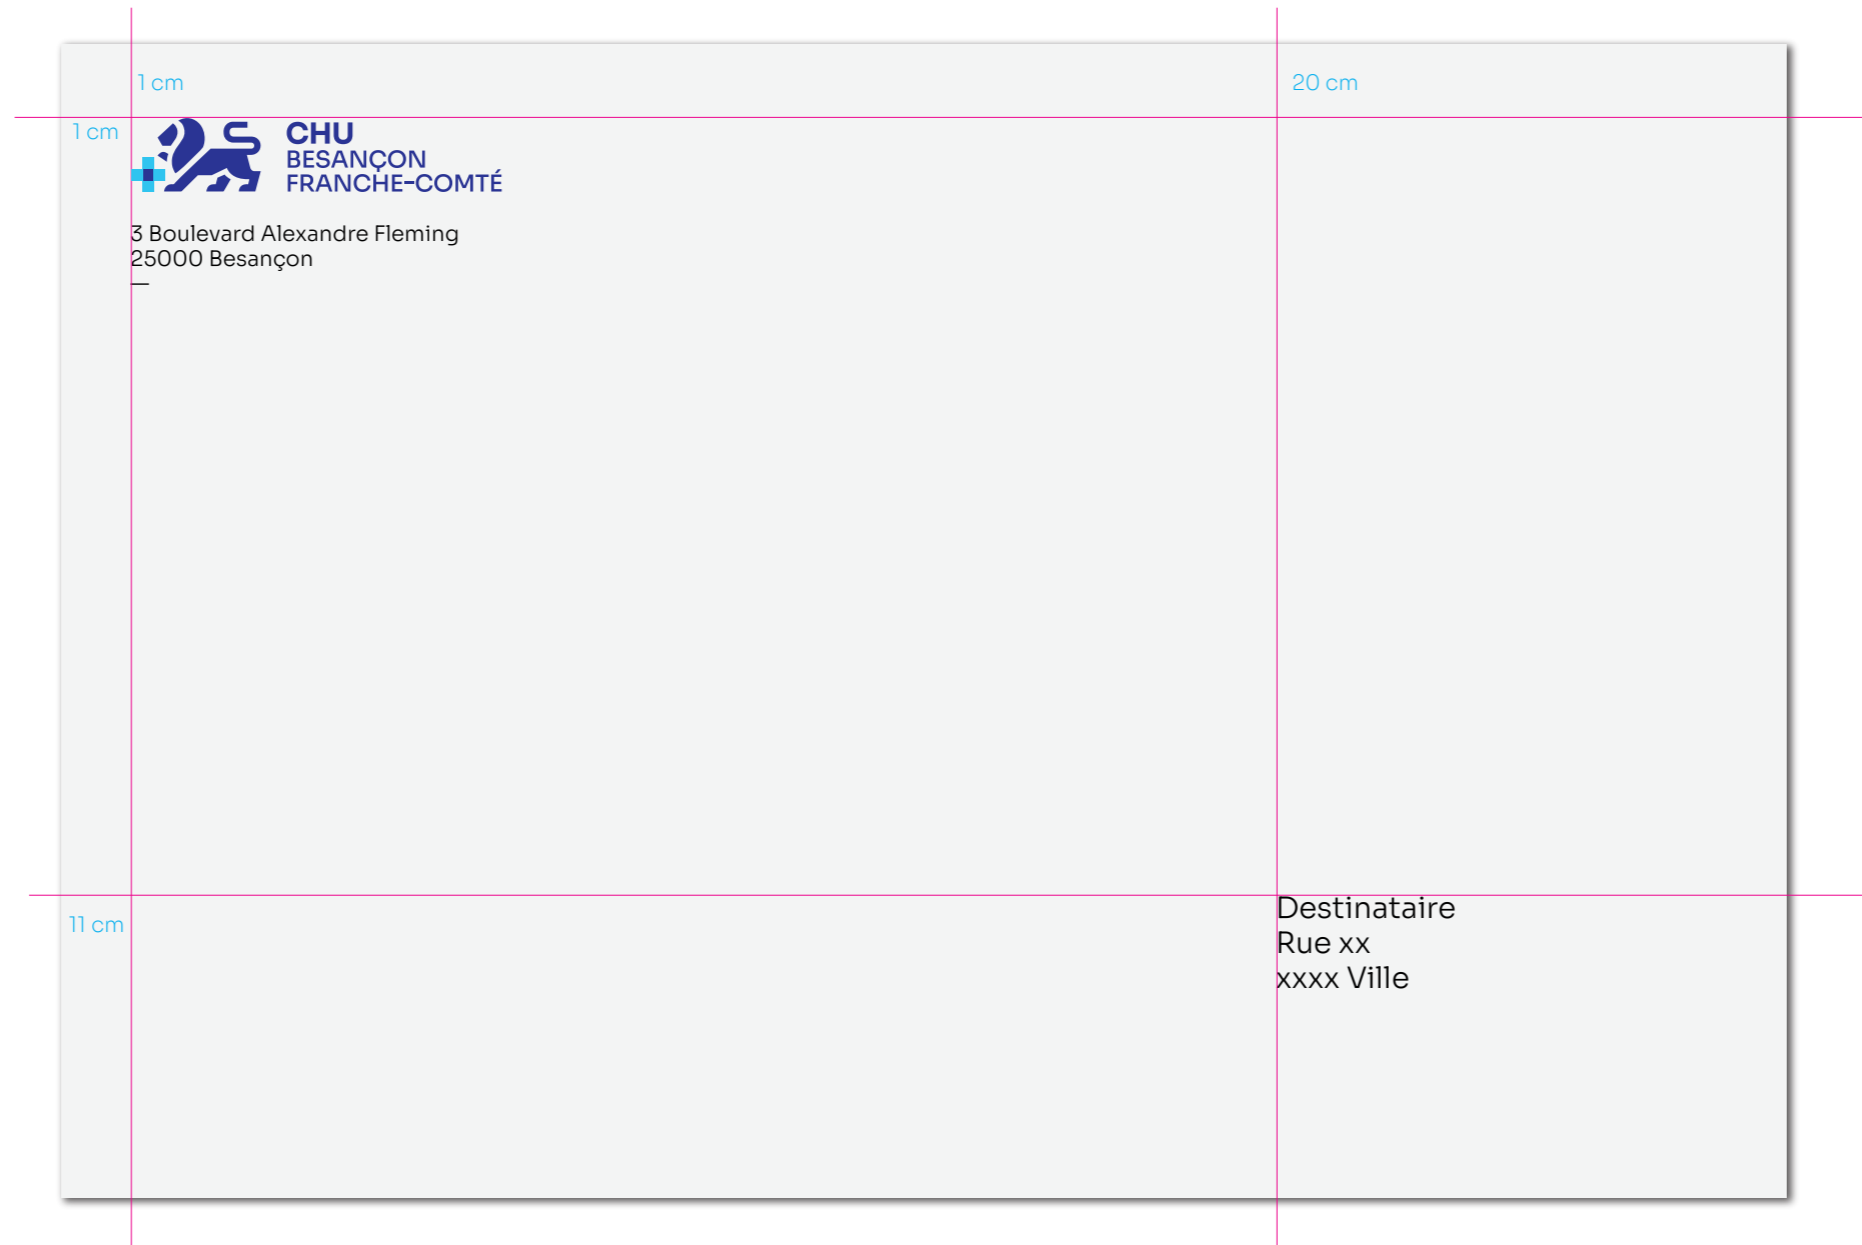 1 cm
20 cm
1 cm
CHU
BESANÇON
FRANCHE-COMTÉ
3 Boulevard Alexandre Fleming
25000 Besançon
—
11 cm
Destinataire
Rue xx
xxxx Ville